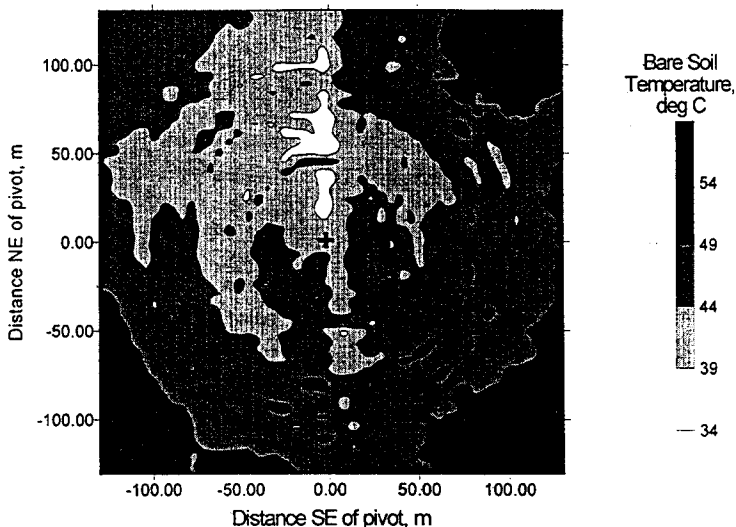 100.00
50.00
0.00
-50.00
-100.00
Distance NE of pivot, m
-100.00 -50.00 0.00 50.00 100.00
Distance SE of pivot, m
Bare Soil
Temperature,
deg C
54
49
44
39
34